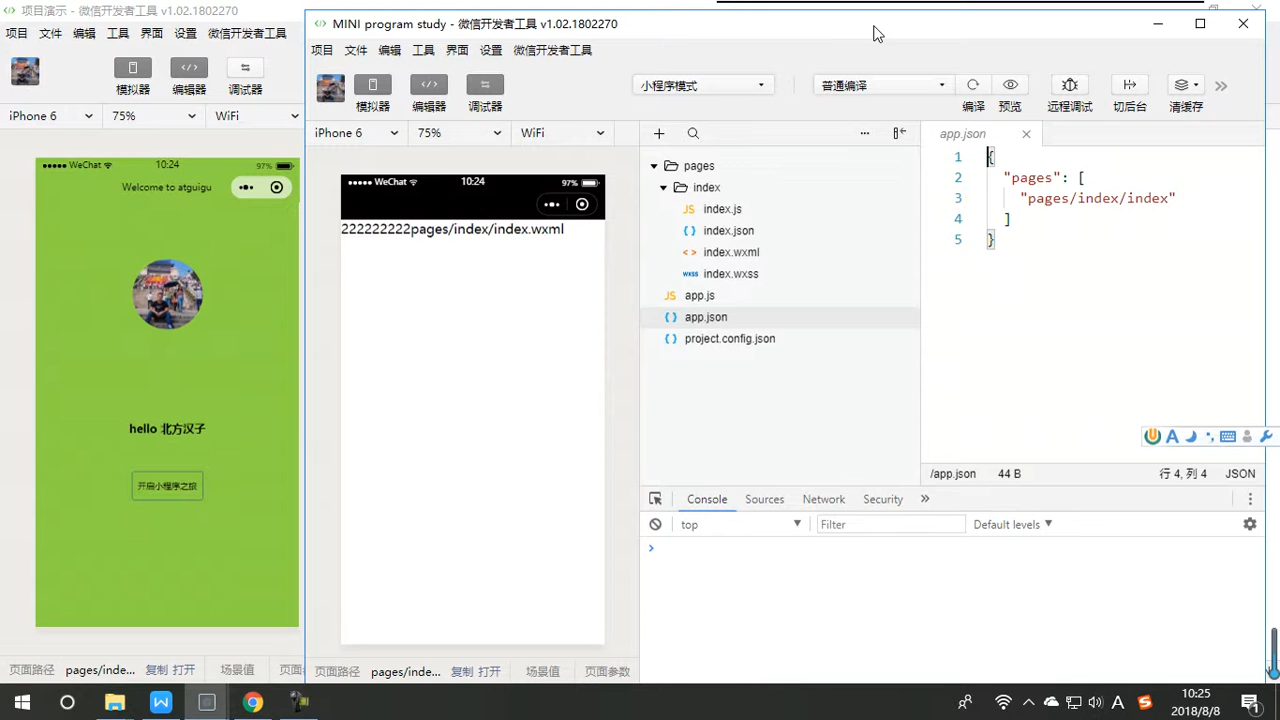 项目演示 - 微信开发者工具 v1.02.1802270
项目 文件 编辑 工具 界面 设置 微信开发者工具
模拟器 编辑器 调试器
iPhone 6 75% WiFi
WeChat 10:24 97%
Welcome to atguigu
hello 北方汉子
开启小程序之旅
页面路径 pages/inde... 复制 打开 场景值
MINI program study - 微信开发者工具 v1.02.1802270
项目 文件 编辑 工具 界面 设置 微信开发者工具
模拟器 编辑器 调试器
小程序模式 普通编译
编译 预览 远程调试 切后台 清缓存
iPhone 6 75% WiFi
WeChat 10:24 97%
222222222pages/index/index.wxml
页面路径 pages/inde... 复制 打开 场景值 页面参数
pages
index
JS index.js
{ } index.json
< > index.wxml
wxss index.wxss
JS app.js
{ } app.json
{ } project.config.json
app.json
1 {
2 "pages": [
3 "pages/index/index"
4 ]
5 }
/app.json 44 B 行 4, 列 4 JSON
Console Sources Network Security
top Filter Default levels
10:25
2018/8/8